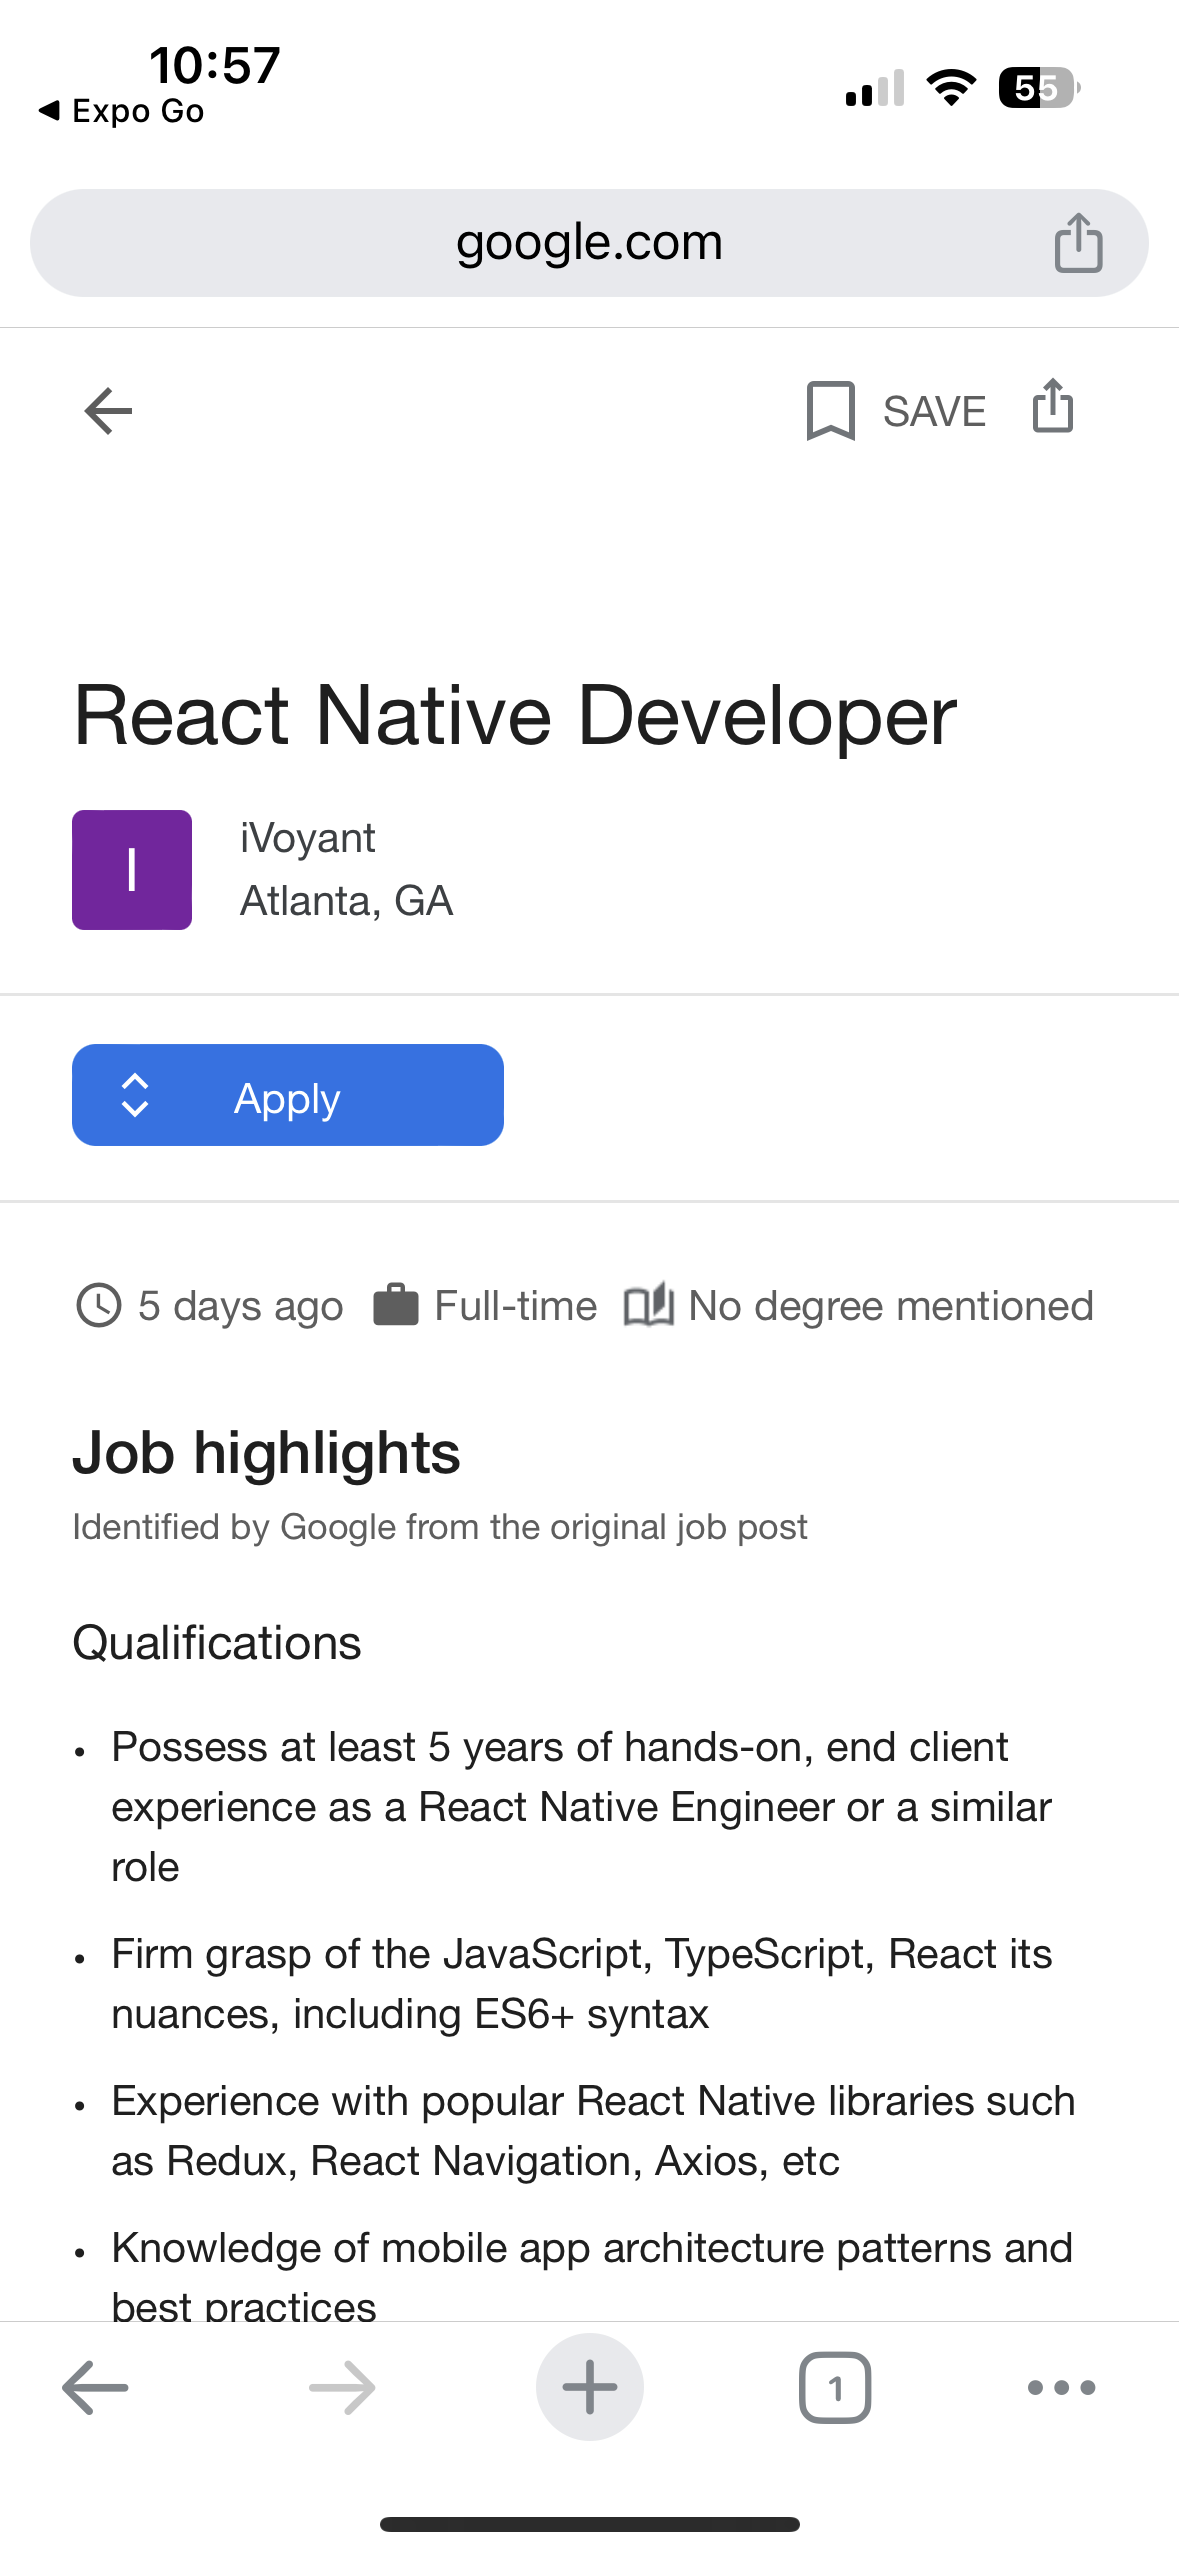 10:57
55
◀ Expo Go
google.com
SAVE
React Native Developer
I
iVoyant
Atlanta, GA
Apply
5 days ago
Full-time
No degree mentioned
Job highlights
Identified by Google from the original job post
Qualifications
• Possess at least 5 years of hands-on, end client
experience as a React Native Engineer or a similar
role
• Firm grasp of the JavaScript, TypeScript, React its
nuances, including ES6+ syntax
• Experience with popular React Native libraries such
as Redux, React Navigation, Axios, etc
• Knowledge of mobile app architecture patterns and
best practices
1